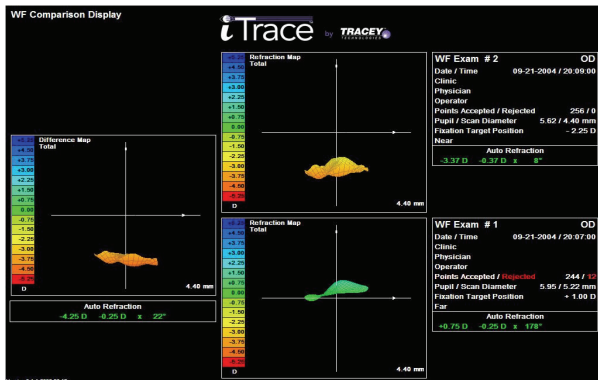 WF Comparison Display
iTrace by TRACEY
TECHNOLOGIES
Refraction Map
Total
+4.50
+3.75
+3.00
+2.25
+1.50
+0.75
0.00
-0.75
-1.50
-2.25
-3.00
-3.75
-4.50
D
4.40 mm
WF Exam # 2 OD
Date / Time 09-21-2004 / 20:09:00
Clinic
Physician
Operator
Points Accepted / Rejected 256 / 0
Pupil / Scan Diameter 5.62 / 4.40 mm
Fixation Target Position - 2.25 D
Near
Auto Refraction
-3.37 D -0.37 D x 8°
Difference Map
Total
+4.50
+3.75
+3.00
+2.25
+1.50
+0.75
0.00
-0.75
-1.50
-2.25
-3.00
-3.75
-4.50
D
4.40 mm
Auto Refraction
-4.25 D -0.25 D x 22°
Refraction Map
Total
+4.50
+3.75
+3.00
+2.25
+1.50
+0.75
0.00
-0.75
-1.50
-2.25
-3.00
-3.75
-4.50
D
4.40 mm
WF Exam # 1 OD
Date / Time 09-21-2004 / 20:07:00
Clinic
Physician
Operator
Points Accepted / Rejected 244 / 12
Pupil / Scan Diameter 5.95 / 5.22 mm
Fixation Target Position + 1.00 D
Far
Auto Refraction
+0.75 D -0.25 D x 178°